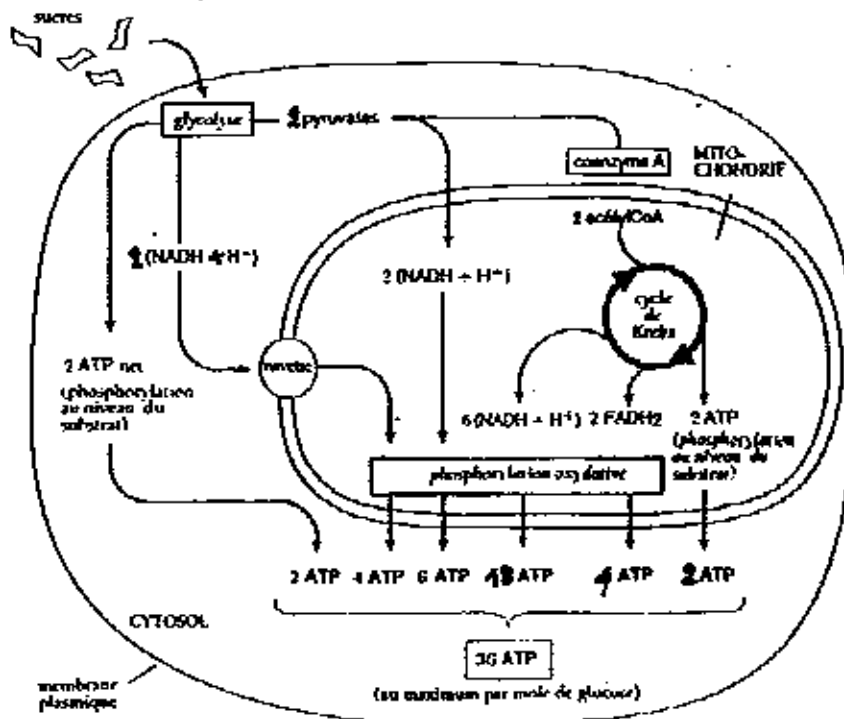 sucres
glycolyse
2 pyruvates
coenzyme A
MITO-
CHONDRIE
2 acétylCoA
2 (NADH + H+)
2 (NADH + H+)
cycle
de
Krebs
navette
2 ATP net
(phosphorylation
au niveau du
substrat)
6 (NADH + H+) 2 FADH2
2 ATP
(phosphorylation
au niveau du
substrat)
phosphorylation oxydative
2 ATP 4 ATP 6 ATP 18 ATP 4 ATP 2 ATP
CYTOSOL
36 ATP
(au maximum par mole de glucose)
membrane
plasmique